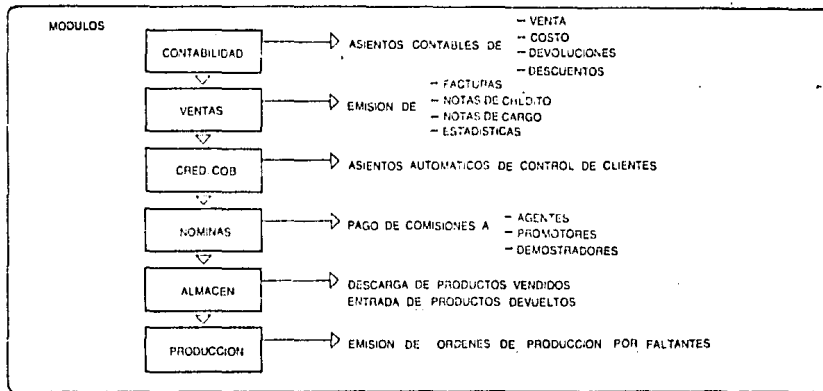 MODULOS
CONTABILIDAD
ASIENTOS CONTABLES DE
– VENTA
– COSTO
– DEVOLUCIONES
– DESCUENTOS
VENTAS
EMISION DE
– FACTURAS
– NOTAS DE CREDITO
– NOTAS DE CARGO
– ESTADISTICAS
CRED. COB
ASIENTOS AUTOMATICOS DE CONTROL DE CLIENTES
NOMINAS
PAGO DE COMISIONES A
– AGENTES
– PROMOTORES
– DEMOSTRADORES
ALMACEN
DESCARGA DE PRODUCTOS VENDIDOS
ENTRADA DE PRODUCTOS DEVUELTOS
PRODUCCION
EMISION DE ORDENES DE PRODUCCION POR FALTANTES